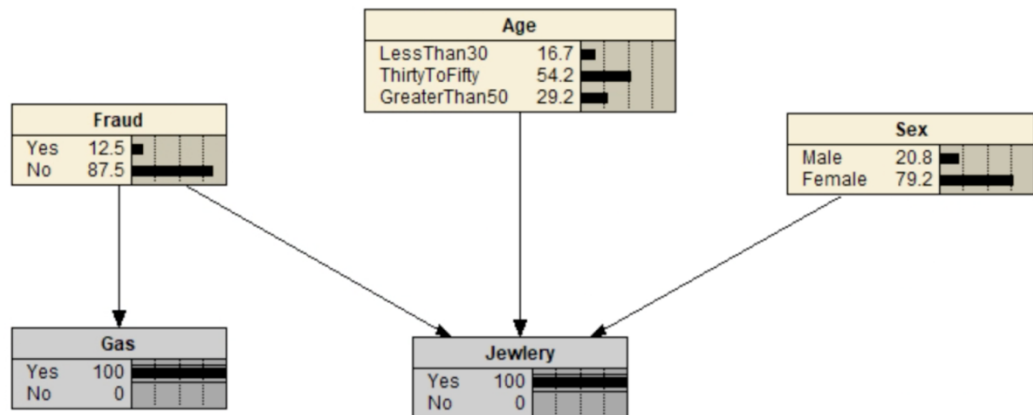 Age
LessThan30 16.7
ThirtyToFifty 54.2
GreaterThan50 29.2
Fraud
Yes 12.5
No 87.5
Sex
Male 20.8
Female 79.2
Gas
Yes 100
No 0
Jewlery
Yes 100
No 0